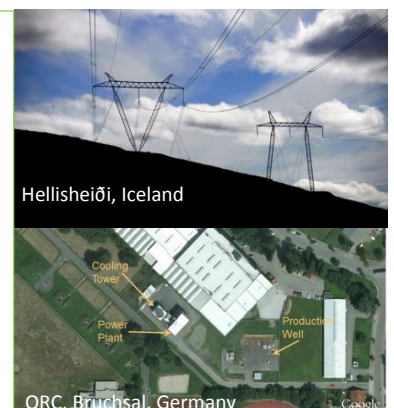 Hellisheiði, Iceland
Cooling
Tower
Power
Plant
Production
Well
ORC, Bruchsal, Germany
Google